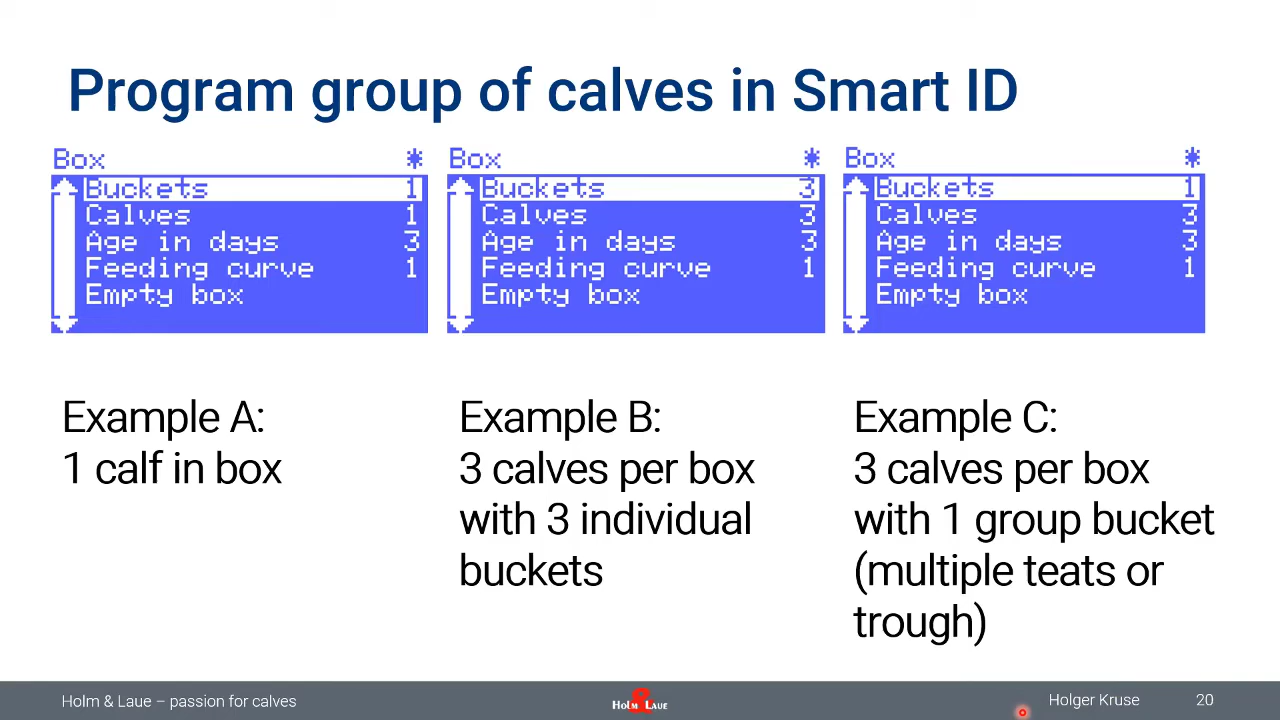 Program group of calves in Smart ID
Box *
Buckets 1
Calves 1
Age in days 3
Feeding curve 1
Empty box
Box *
Buckets 3
Calves 3
Age in days 3
Feeding curve 1
Empty box
Box *
Buckets 1
Calves 3
Age in days 3
Feeding curve 1
Empty box
Example A:
1 calf in box
Example B:
3 calves per box
with 3 individual
buckets
Example C:
3 calves per box
with 1 group bucket
(multiple teats or
trough)
Holm & Laue – passion for calves
HOLM LAUE
Holger Kruse
20